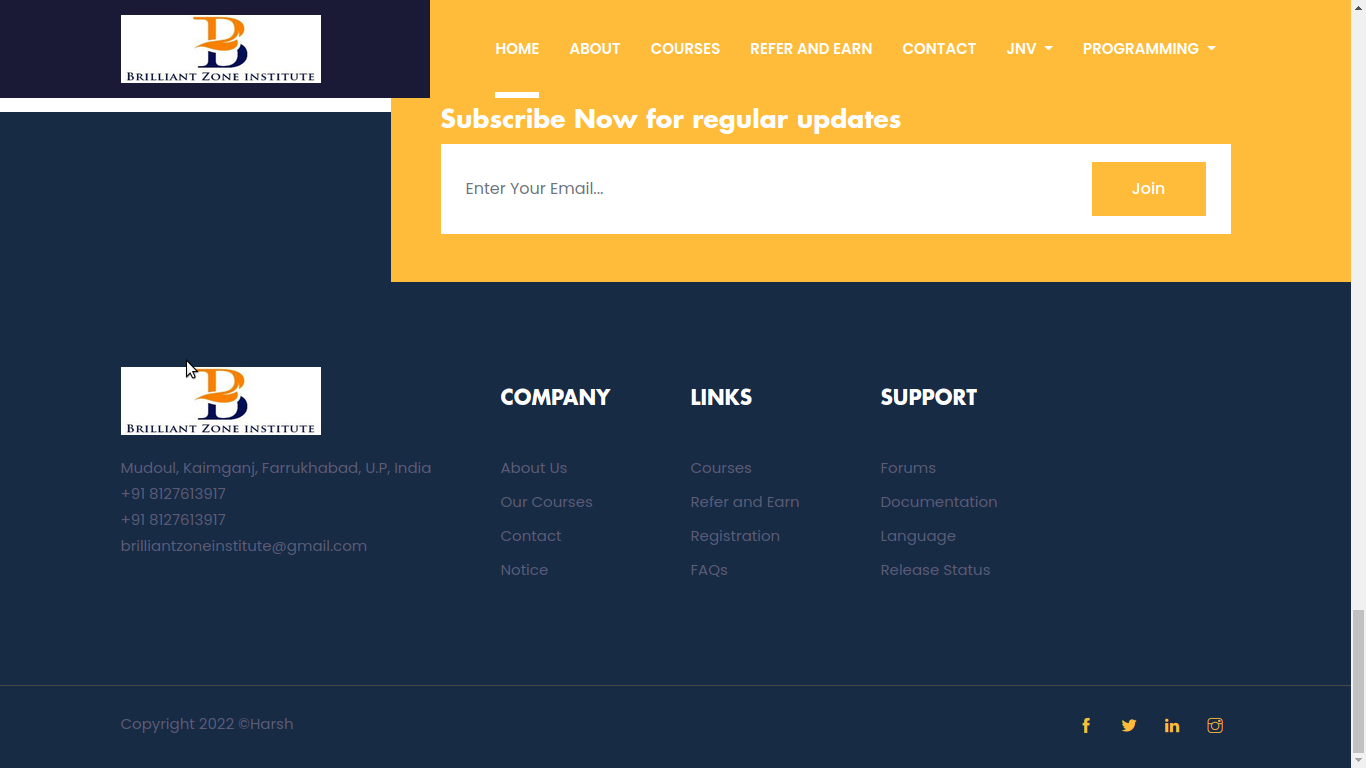 BRILLIANT ZONE INSTITUTE
HOME ABOUT COURSES REFER AND EARN CONTACT JNV PROGRAMMING
Subscribe Now for regular updates
Enter Your Email...
Join
BRILLIANT ZONE INSTITUTE
Mudoul, Kaimganj, Farrukhabad, U.P, India
+91 8127613917
+91 8127613917
brilliantzoneinstitute@gmail.com
COMPANY
About Us
Our Courses
Contact
Notice
LINKS
Courses
Refer and Earn
Registration
FAQs
SUPPORT
Forums
Documentation
Language
Release Status
Copyright 2022 ©Harsh